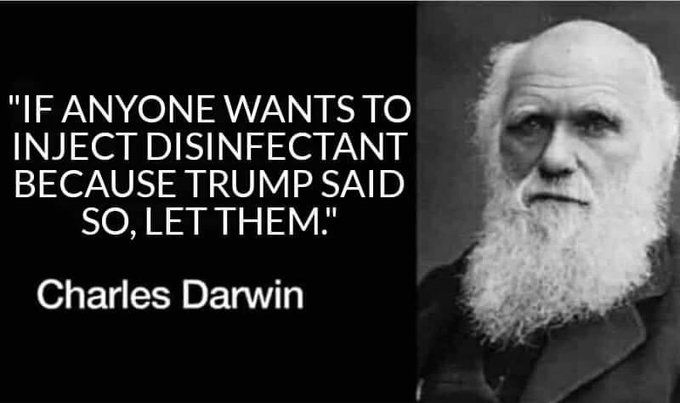 "IF ANYONE WANTS TO
INJECT DISINFECTANT
BECAUSE TRUMP SAID
SO, LET THEM."
Charles Darwin